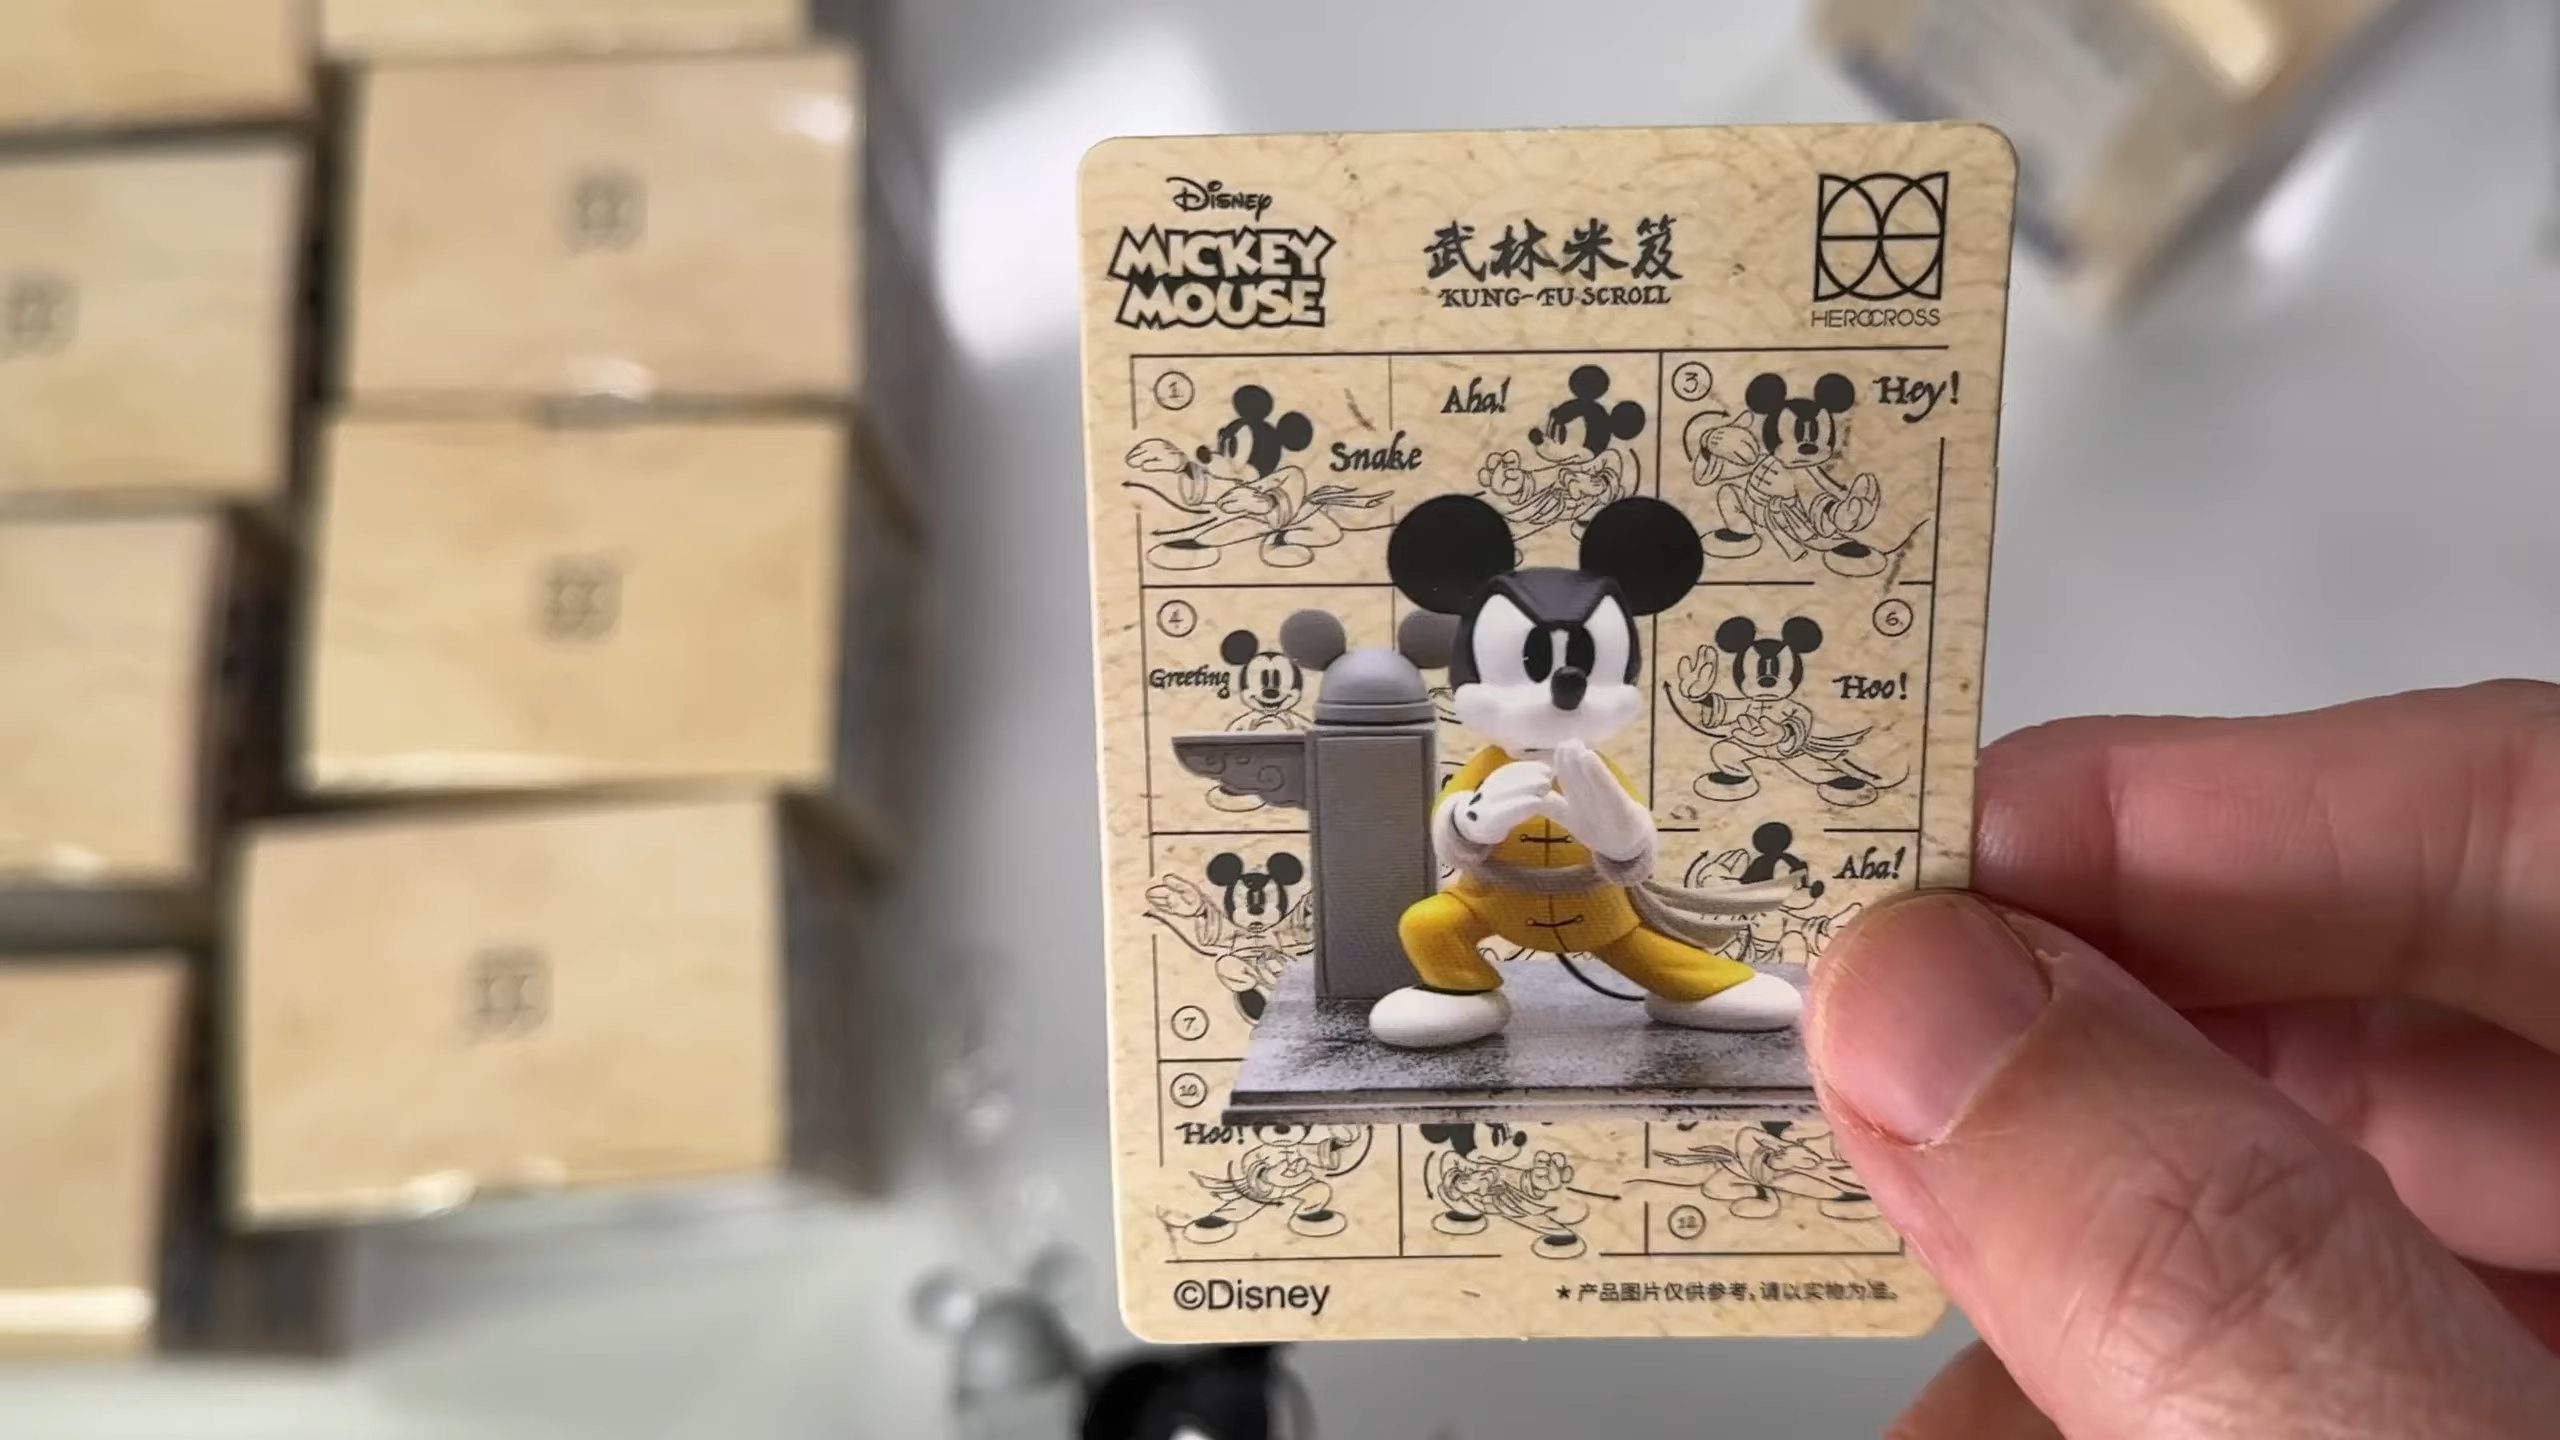 Disney
MICKEY
MOUSE
武林米笈
KUNG-FU SCROLL
HEROCROSS
1.
Snake
Aha!
3.
Hey!
4.
Greeting
6.
Hoo!
7.
Aha!
10.
Hoo!
12.
©Disney
* 产品图片仅供参考,请以实物为准。